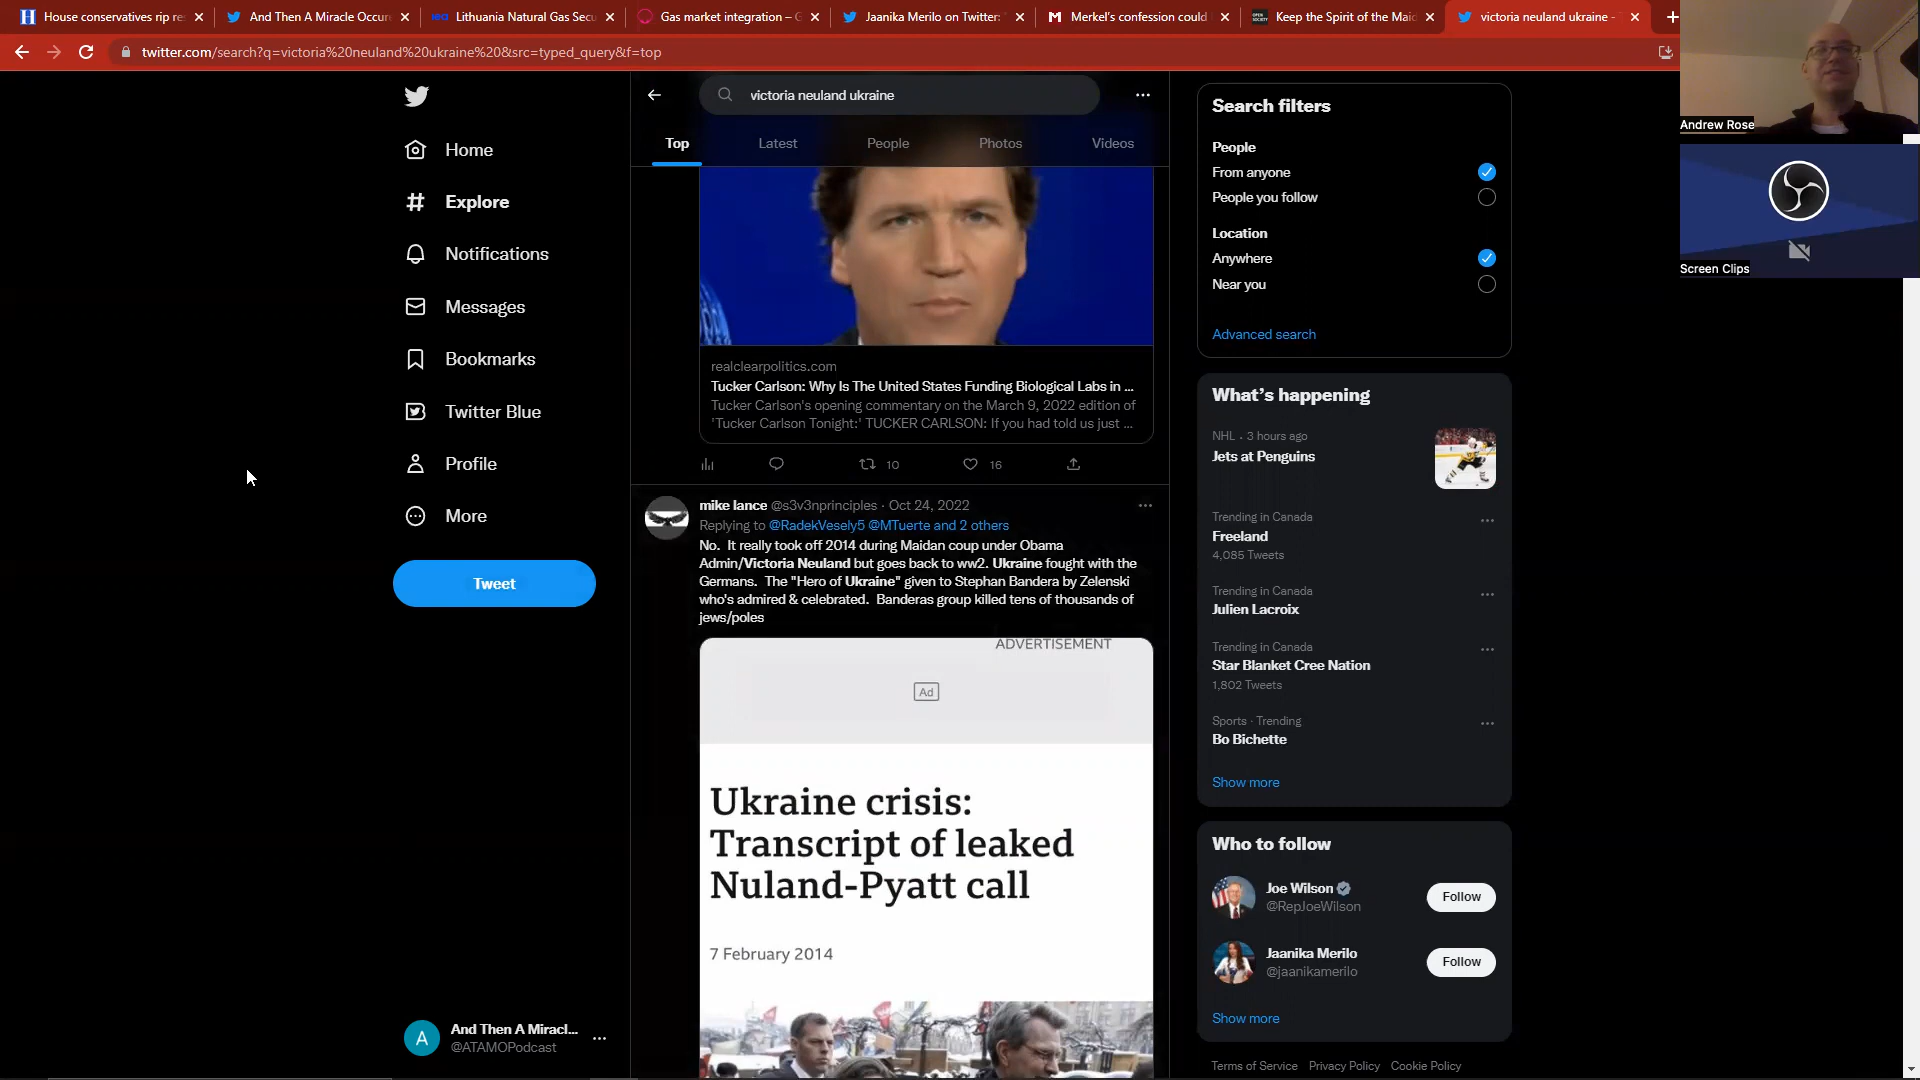 House conservatives rip re
And Then A Miracle Occur
Lithuania Natural Gas Secu
Gas market integration – G
Jaanika Merilo on Twitter:
Merkel's confession could
Keep the Spirit of the Maid
victoria neuland ukraine -
twitter.com/search?q=victoria%20neuland%20ukraine%20&src=typed_query&f=top
Home
Explore
Notifications
Messages
Bookmarks
Twitter Blue
Profile
More
Tweet
And Then A Miracl...
@ATAMOPodcast
A
victoria neuland ukraine
Top
Latest
People
Photos
Videos
realclearpolitics.com
Tucker Carlson: Why Is The United States Funding Biological Labs in ...
Tucker Carlson's opening commentary on the March 9, 2022 edition of
'Tucker Carlson Tonight:' TUCKER CARLSON: If you had told us just ...
10
16
mike lance @s3v3nprinciples · Oct 24, 2022
Replying to @RadekVesely5 @MTuerte and 2 others
No. It really took off 2014 during Maidan coup under Obama
Admin/Victoria Neuland but goes back to ww2. Ukraine fought with the
Germans. The "Hero of Ukraine" given to Stephan Bandera by Zelenski
who's admired & celebrated. Banderas group killed tens of thousands of
jews/poles
ADVERTISEMENT
Ad
Ukraine crisis:
Transcript of leaked
Nuland-Pyatt call
7 February 2014
Search filters
People
From anyone
People you follow
Location
Anywhere
Near you
Advanced search
What's happening
NHL · 3 hours ago
Jets at Penguins
Trending in Canada
Freeland
4,085 Tweets
Trending in Canada
Julien Lacroix
Trending in Canada
Star Blanket Cree Nation
1,802 Tweets
Sports · Trending
Bo Bichette
Show more
Who to follow
Joe Wilson
@RepJoeWilson
Follow
Jaanika Merilo
@jaanikamerilo
Follow
Show more
Terms of Service Privacy Policy Cookie Policy
Andrew Rose
Screen Clips